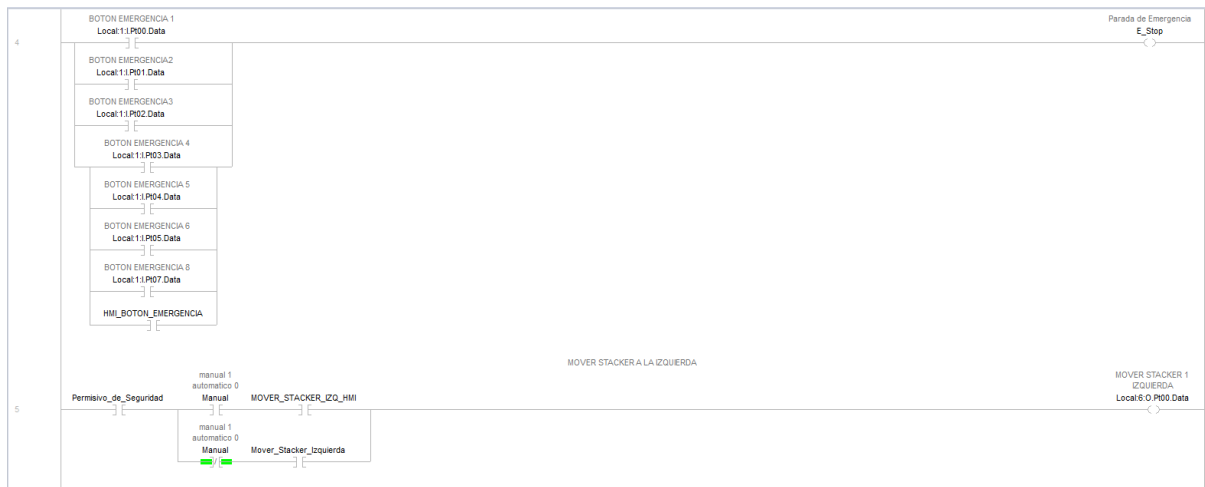 BOTON EMERGENCIA 1
Local:1:I.Pt00.Data
Parada de Emergencia
E_Stop
4
BOTON EMERGENCIA2
Local:1:I.Pt01.Data
BOTON EMERGENCIA3
Local:1:I.Pt02.Data
BOTON EMERGENCIA 4
Local:1:I.Pt03.Data
BOTON EMERGENCIA 5
Local:1:I.Pt04.Data
BOTON EMERGENCIA 6
Local:1:I.Pt05.Data
BOTON EMERGENCIA 8
Local:1:I.Pt07.Data
HMI_BOTON_EMERGENCIA
MOVER STACKER A LA IZQUIERDA
5
Permisivo_de_Seguridad
manual 1
automatico 0
Manual
MOVER_STACKER_IZQ_HMI
MOVER STACKER 1
IZQUIERDA
Local:6:O.Pt00.Data
manual 1
automatico 0
Manual
Mover_Stacker_Izquierda